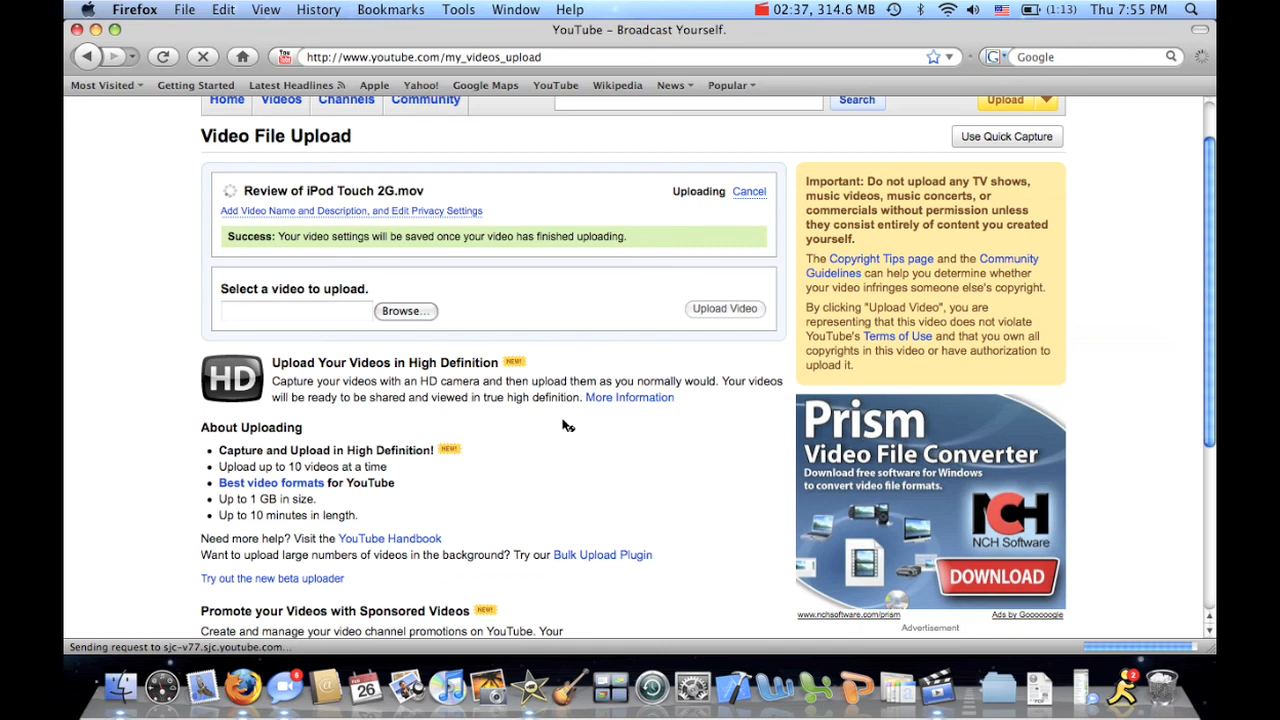 Firefox File Edit View History Bookmarks Tools Window Help 02:37, 314.6 MB (1:13) Thu 7:55 PM
YouTube – Broadcast Yourself.
You
http://www.youtube.com/my_videos_upload
G
Google
Most Visited Getting Started Latest Headlines Apple Yahoo! Google Maps YouTube Wikipedia News Popular
Home Videos Channels Community
Search
Upload
Video File Upload
Use Quick Capture
Review of iPod Touch 2G.mov
Uploading Cancel
Add Video Name and Description, and Edit Privacy Settings
Success: Your video settings will be saved once your video has finished uploading.
Select a video to upload.
Browse...
Upload Video
HD
Upload Your Videos in High Definition NEW!
Capture your videos with an HD camera and then upload them as you normally would. Your videos
will be ready to be shared and viewed in true high definition. More Information
About Uploading
• Capture and Upload in High Definition! NEW!
• Upload up to 10 videos at a time
• Best video formats for YouTube
• Up to 1 GB in size.
• Up to 10 minutes in length.
Need more help? Visit the YouTube Handbook
Want to upload large numbers of videos in the background? Try our Bulk Upload Plugin
Try out the new beta uploader
Promote your Videos with Sponsored Videos NEW!
Create and manage your video channel promotions on YouTube. Your
Important: Do not upload any TV shows,
music videos, music concerts, or
commercials without permission unless
they consist entirely of content you created
yourself.
The Copyright Tips page and the Community
Guidelines can help you determine whether
your video infringes someone else's copyright.
By clicking "Upload Video", you are
representing that this video does not violate
YouTube's Terms of Use and that you own all
copyrights in this video or have authorization to
upload it.
Prism
Video File Converter
Download free software for Windows
to convert video file formats.
NCH
NCH Software
DOWNLOAD
www.nchsoftware.com/prism
Ads by Goooooogle
Advertisement
Sending request to sjc-v77.sjc.youtube.com...
6
26
2